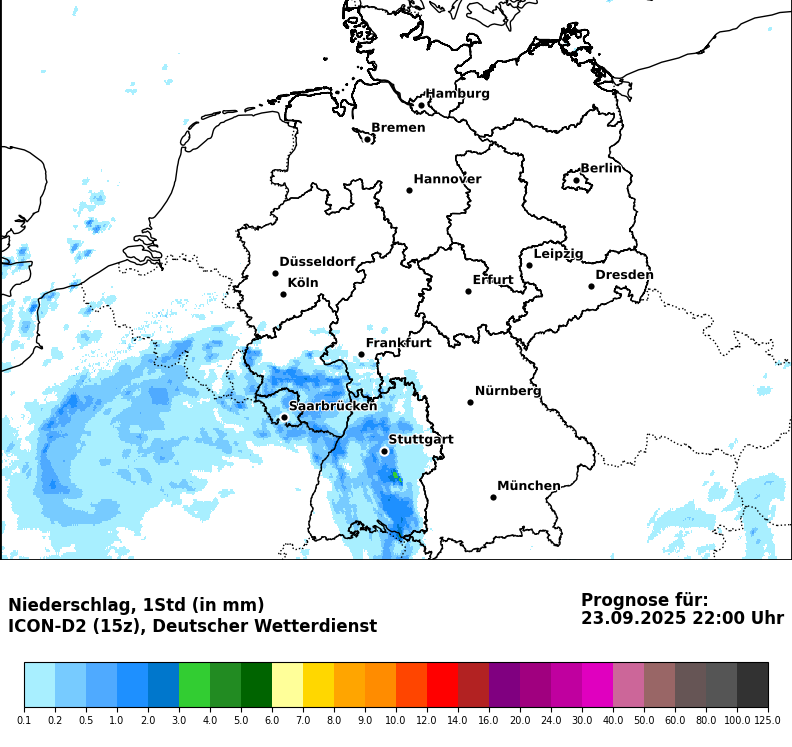 Hamburg
Bremen
Berlin
Hannover
Leipzig
Düsseldorf
Dresden
Köln
Erfurt
Frankfurt
Nürnberg
Saarbrücken
Stuttgart
München
Niederschlag, 1Std (in mm)
ICON-D2 (15z), Deutscher Wetterdienst
Prognose für:
23.09.2025 22:00 Uhr
0.1 0.2 0.5 1.0 2.0 3.0 4.0 5.0 6.0 7.0 8.0 9.0 10.0 12.0 14.0 16.0 20.0 24.0 30.0 40.0 50.0 60.0 80.0 100.0 125.0